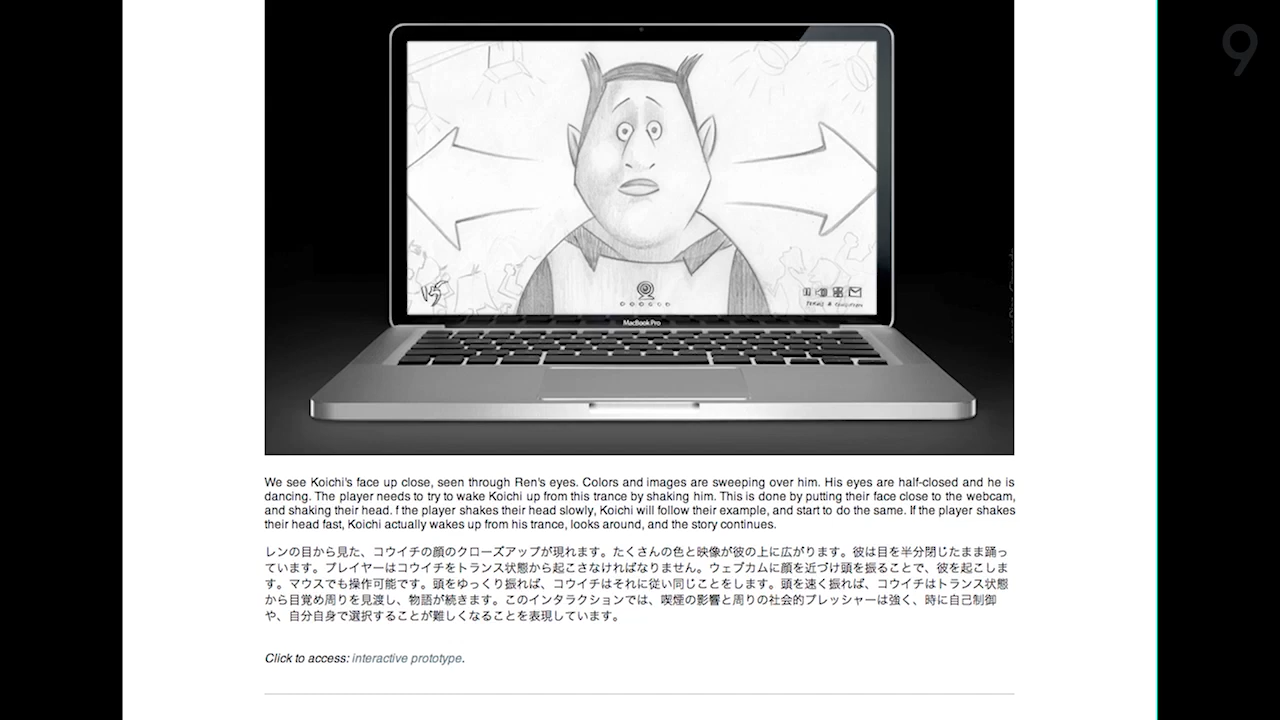 9
MacBook Pro
We see Koichi's face up close, seen through Ren's eyes. Colors and images are sweeping over him. His eyes are half-closed and he is
dancing. The player needs to try to wake Koichi up from this trance by shaking him. This is done by putting their face close to the webcam,
and shaking their head. f the player shakes their head slowly, Koichi will follow their example, and start to do the same. If the player shakes
their head fast, Koichi actually wakes up from his trance, looks around, and the story continues.
レンの目から見た、コウイチの顔のクローズアップが現れます。たくさんの色と映像が彼の上に広がります。彼は目を半分閉じたまま踊っ
ています。プレイヤーはコウイチをトランス状態から起こさなければなりません。ウェブカムに顔を近づけ頭を振ることで、彼を起こしま
す。マウスでも操作可能です。頭をゆっくり振れば、コウイチはそれに従い同じことをします。頭を速く振れば、コウイチはトランス状態
から目覚め周りを見渡し、物語が続きます。このインタラクションでは、喫煙の影響と周りの社会的プレッシャーは強く、時に自己制御
や、自分自身で選択することが難しくなることを表現しています。
Click to access: interactive prototype.